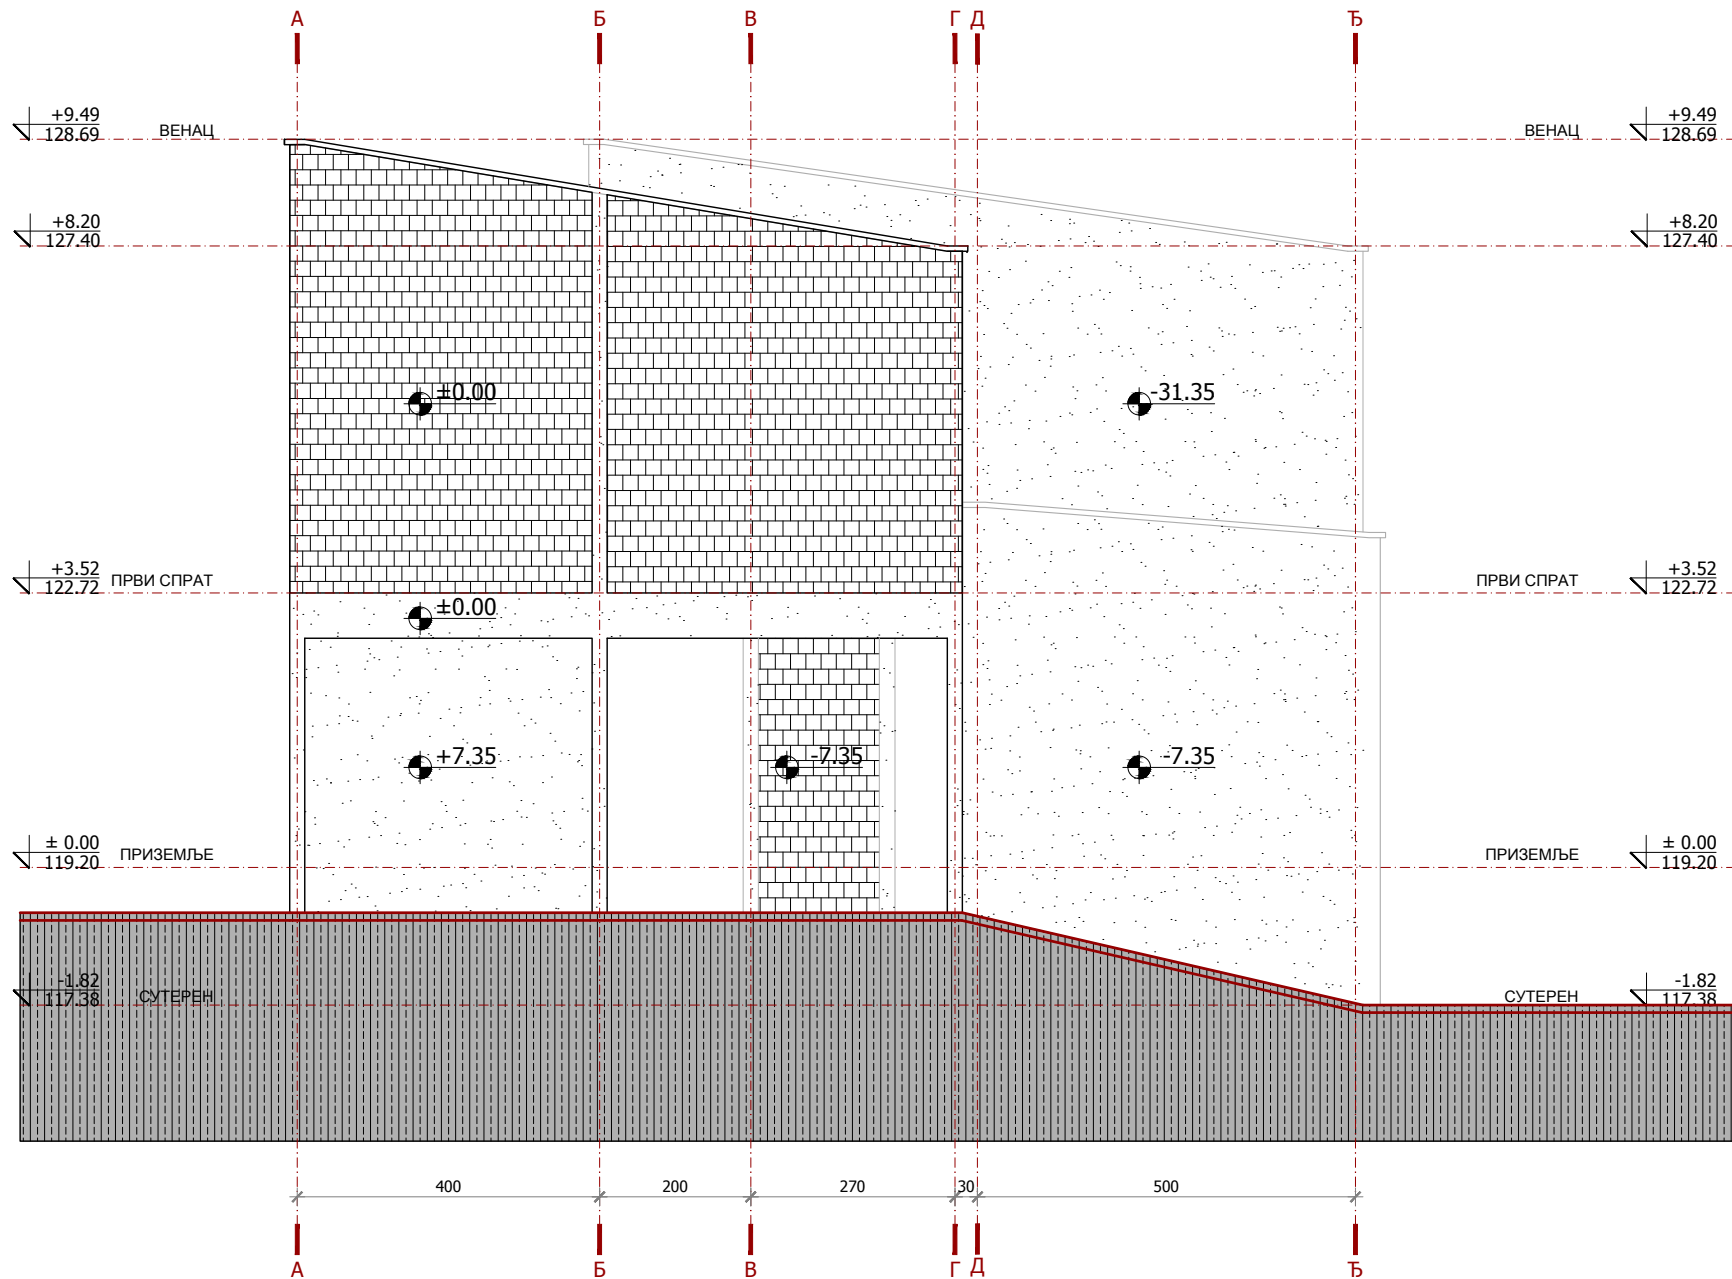 А Б В Г Д Ђ
+9.49 +9.49
128.69 ВЕНАЦ ВЕНАЦ 128.69
+8.20 +8.20
127.40 127.40
±0.00 -31.35
+3.52 +3.52
122.72 ПРВИ СПРАТ ПРВИ СПРАТ 122.72
±0.00
+7.35 -7.35 -7.35
± 0.00 ± 0.00
119.20 ПРИЗЕМЉЕ ПРИЗЕМЉЕ 119.20
-1.82 -1.82
117.38 СУТЕРЕН СУТЕРЕН 117.38
400 200 270 30 500
А Б В Г Д Ђ